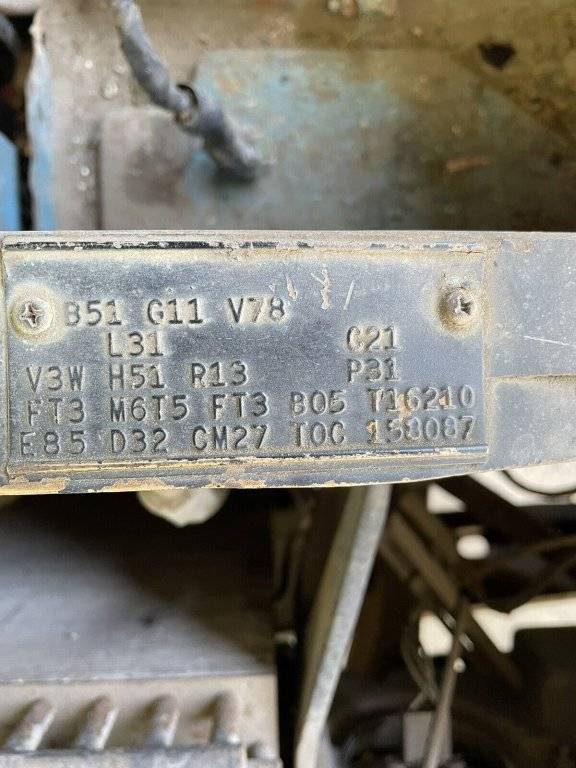 B51 G11 V78
L31 C21
V3W H51 R13 P31
FT3 M6T5 FT3 B05 T16210
E85 D32 CM27 TOC 158087